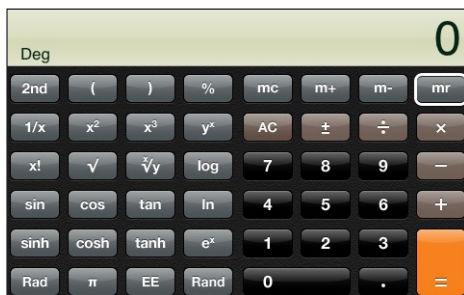 0
Deg
2nd ( ) % mc m+ m- mr
1/x x² x³ yˣ AC ± ÷ ×
x! √ ˣ√y log 7 8 9 −
sin cos tan ln 4 5 6 +
sinh cosh tanh eˣ 1 2 3
Rad π EE Rand 0 . =